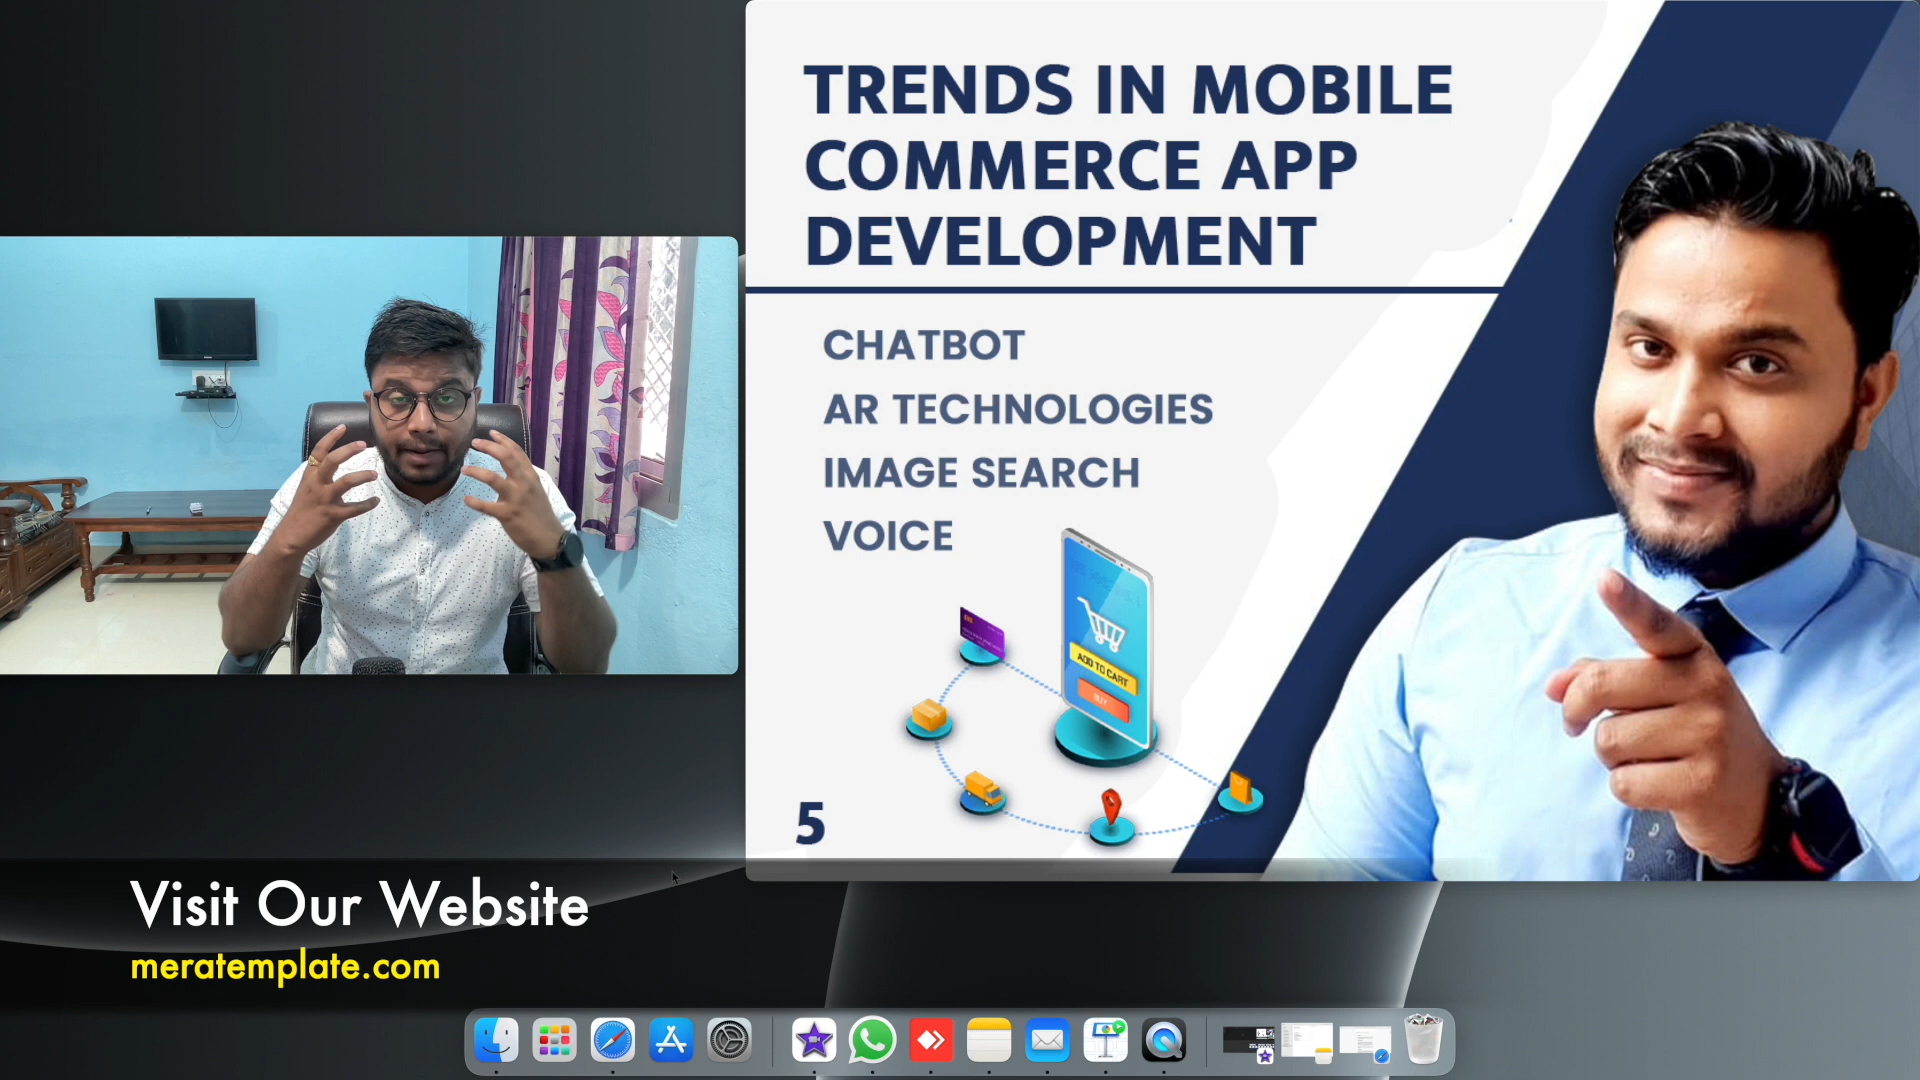 TRENDS IN MOBILE
COMMERCE APP
DEVELOPMENT
CHATBOT
AR TECHNOLOGIES
IMAGE SEARCH
VOICE
ADD TO CART
BUY
5
Visit Our Website
meratemplate.com